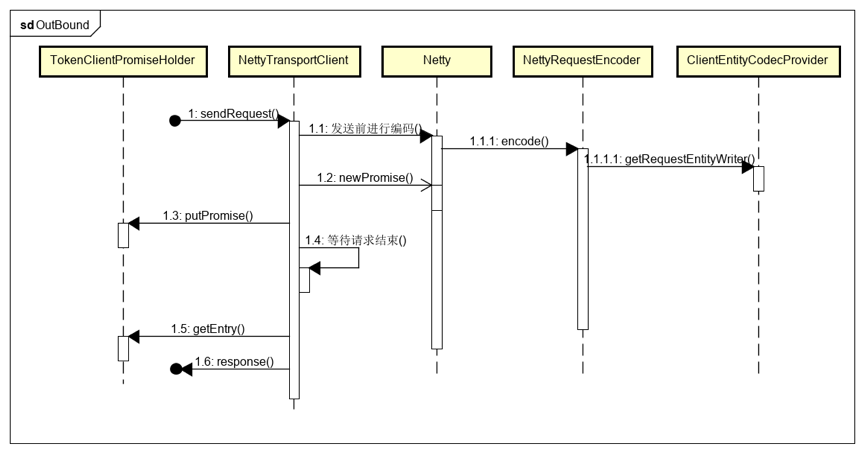 sd OutBound
TokenClientPromiseHolder
NettyTransportClient
Netty
NettyRequestEncoder
ClientEntityCodecProvider
1: sendRequest()
1.1: 发送前进行编码()
1.1.1: encode()
1.1.1.1: getRequestEntityWriter()
1.2: newPromise()
1.3: putPromise()
1.4: 等待请求结束()
1.5: getEntry()
1.6: response()